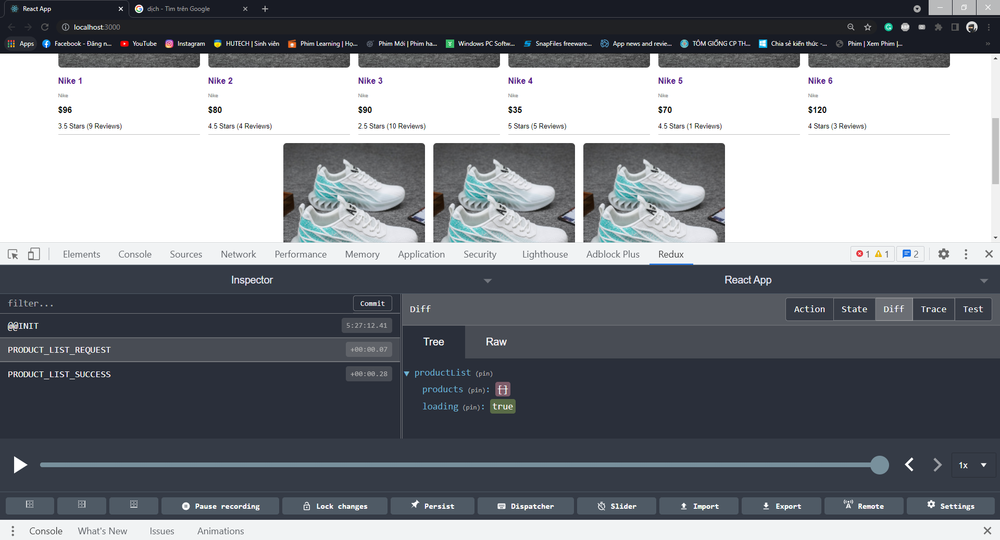 React App
dịch - Tìm trên Google
localhost:3000
Apps
Facebook - Đăng n...
YouTube
Instagram
HUTECH | Sinh viên
Phim Learning | Họ...
Phim Mới | Phim ha...
Windows PC Softw...
SnapFiles freeware...
App news and revie...
TÔM GIỐNG CP TH...
Chia sẻ kiến thức -...
Phim | Xem Phim |...
»
Nike 1
Nike
$96
3.5 Stars (9 Reviews)
Nike 2
Nike
$80
4.5 Stars (4 Reviews)
Nike 3
Nike
$90
2.5 Stars (10 Reviews)
Nike 4
Nike
$35
5 Stars (5 Reviews)
Nike 5
Nike
$70
4.5 Stars (1 Reviews)
Nike 6
Nike
$120
4 Stars (3 Reviews)
Elements
Console
Sources
Network
Performance
Memory
Application
Security
Lighthouse
Adblock Plus
Redux
1
1
2
Inspector
React App
filter...
Commit
@@INIT
5:27:12.41
PRODUCT_LIST_REQUEST
+00:00.07
PRODUCT_LIST_SUCCESS
+00:00.28
Diff
Action
State
Diff
Trace
Test
Tree
Raw
productList (pin)
products (pin): []
loading (pin): true
1x
Pause recording
Lock changes
Persist
Dispatcher
Slider
Import
Export
Remote
Settings
Console
What's New
Issues
Animations